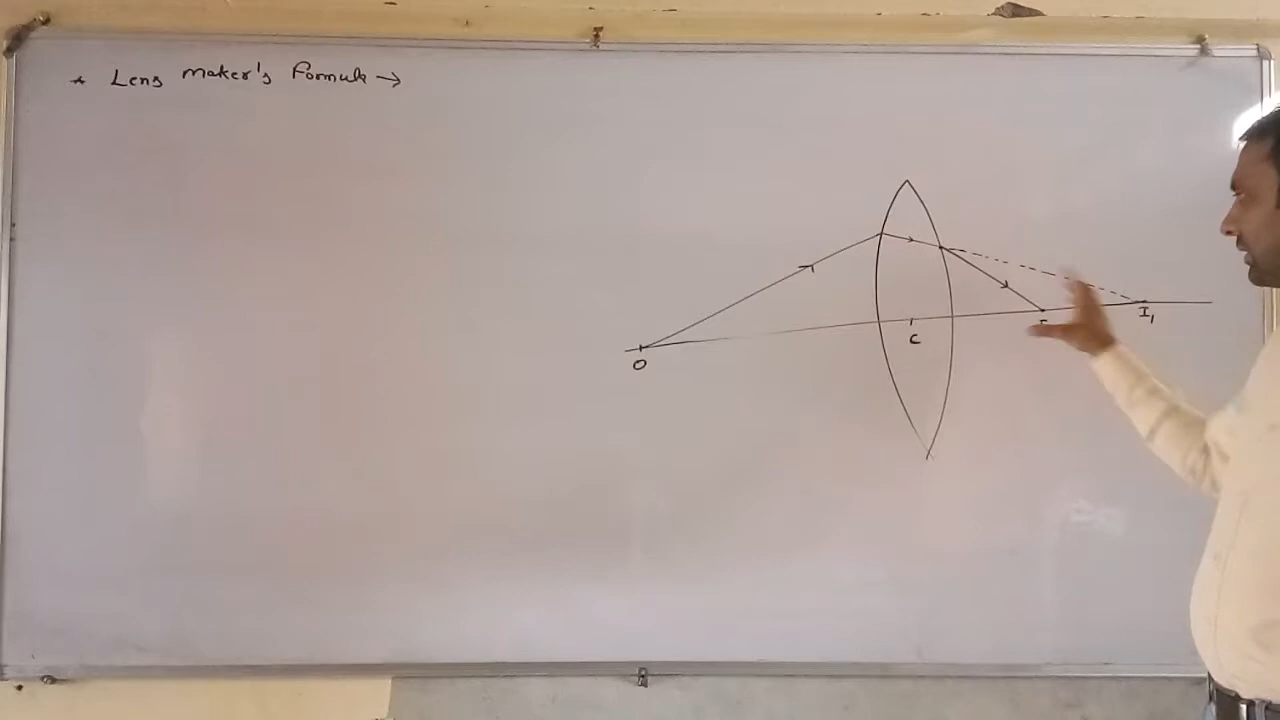 * Lens maker's formula →
I₁
C
O